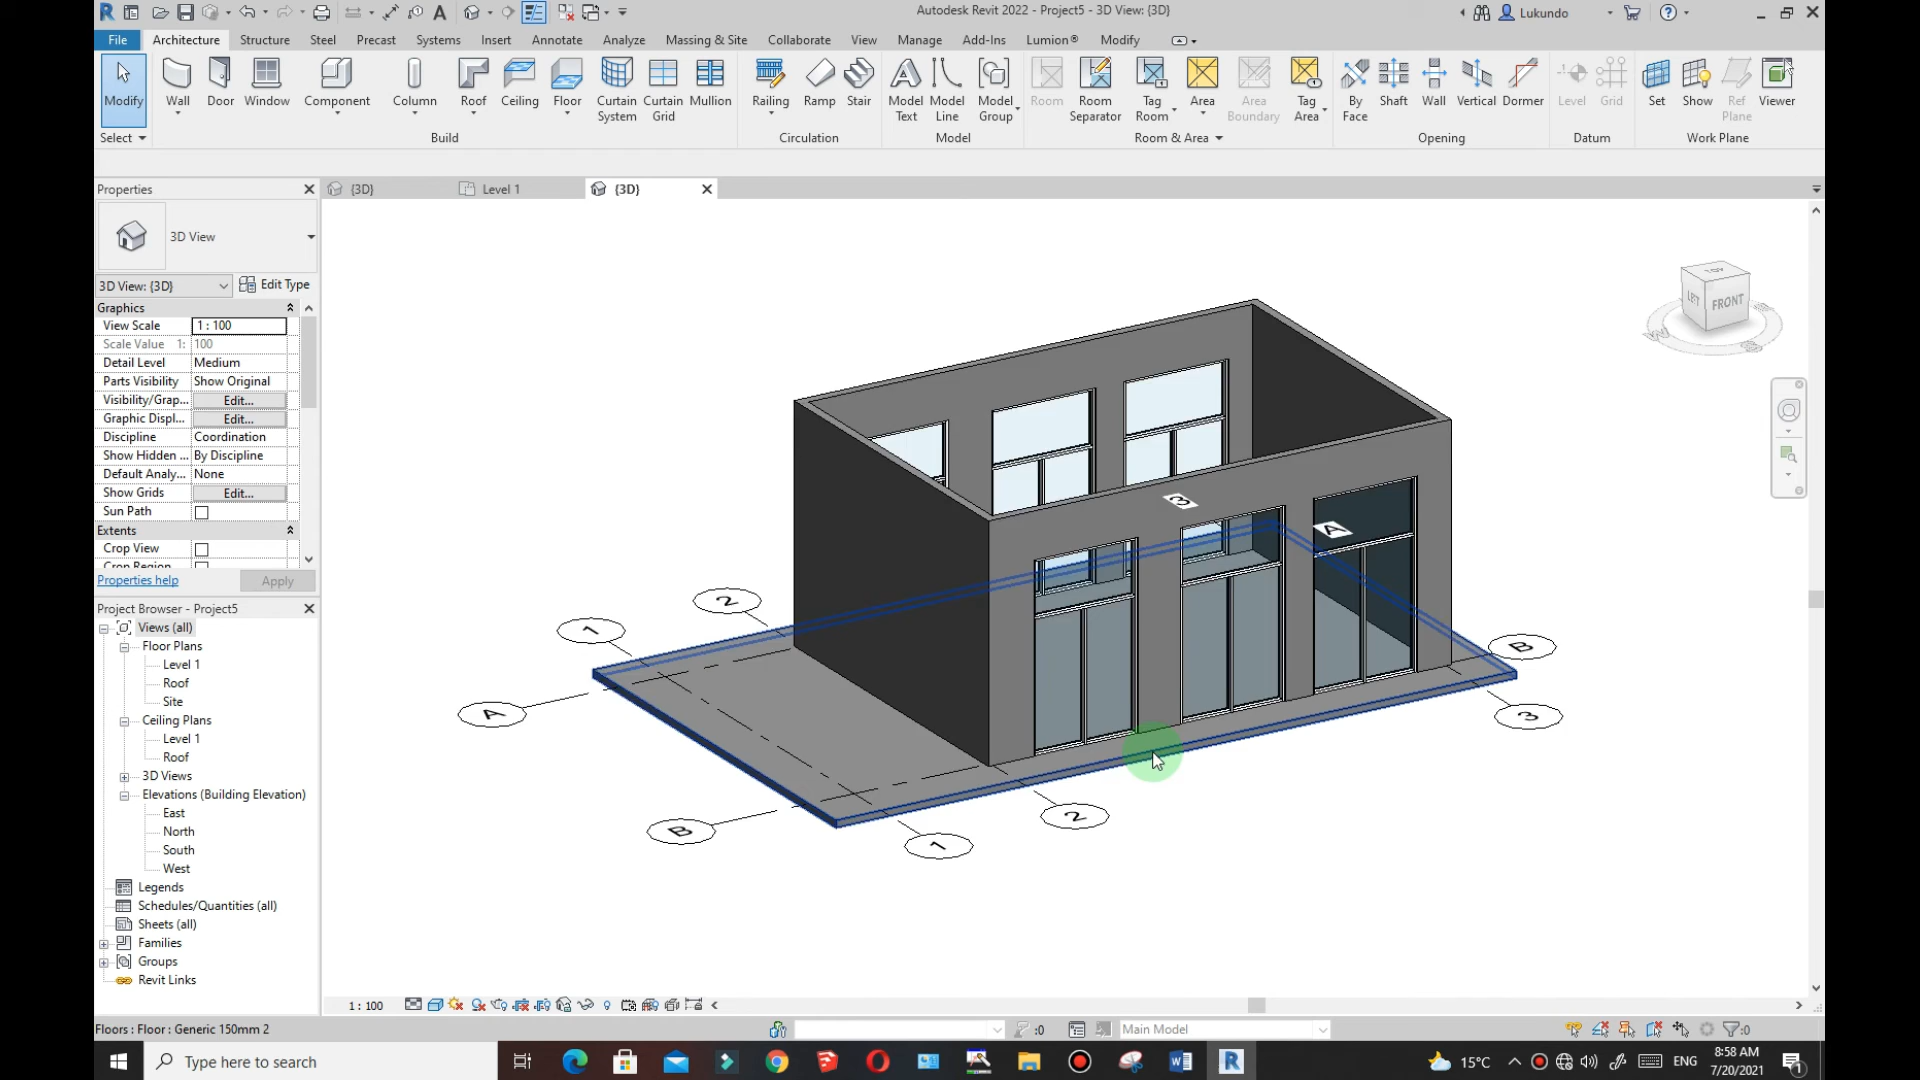 Autodesk Revit 2022 - Project5 - 3D View: {3D}
Lukundo
File Architecture Structure Steel Precast Systems Insert Annotate Analyze Massing & Site Collaborate View Manage Add-Ins Lumion® Modify
Modify Wall Door Window Component Column Roof Ceiling Floor Curtain System Curtain Grid Mullion Railing Ramp Stair Model Text Model Line Model Group Room Room Separator Tag Room Area Area Boundary Tag Area By Face Shaft Wall Vertical Dormer Level Grid Set Show Ref Plane Viewer
Select Build Circulation Model Room & Area Opening Datum Work Plane
Properties
{3D} Level 1 {3D}
3D View
3D View: {3D} Edit Type
Graphics
View Scale 1 : 100
Scale Value 1: 100
Detail Level Medium
Parts Visibility Show Original
Visibility/Grap... Edit...
Graphic Displ... Edit...
Discipline Coordination
Show Hidden ... By Discipline
Default Analy... None
Show Grids Edit...
Sun Path
Extents
Crop View
Crop Region
Properties help Apply
Project Browser - Project5
Views (all)
Floor Plans
Level 1
Roof
Site
Ceiling Plans
Level 1
Roof
3D Views
Elevations (Building Elevation)
East
North
South
West
Legends
Schedules/Quantities (all)
Sheets (all)
Families
Groups
Revit Links
TOP
FRONT
W
S
3
A
2
1
A
B
3
B
2
1
1 : 100
Floors : Floor : Generic 150mm 2
:0
Main Model
:0
Type here to search
15°C
ENG
8:58 AM
7/20/2021
1